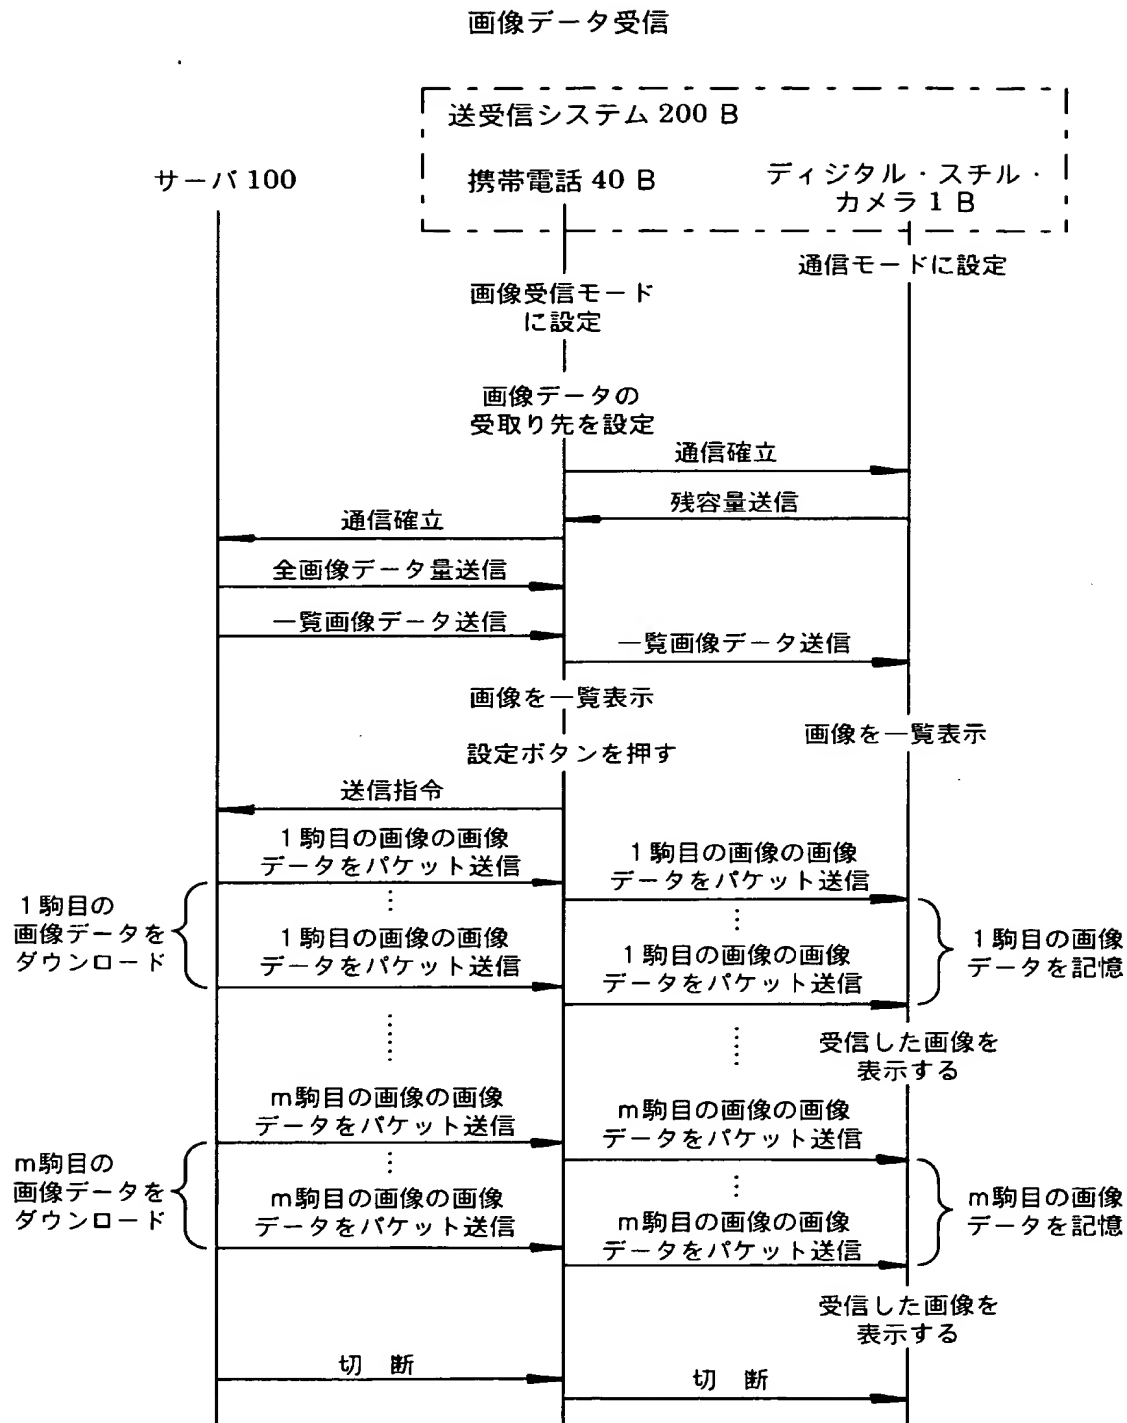 画像データ受信
送受信システム 200 B
サーバ 100
携帯電話 40 B
ディジタル・スチル・
カメラ 1 B
通信モードに設定
画像受信モード
に設定
画像データの
受取り先を設定
通信確立
残容量送信
通信確立
全画像データ量送信
一覧画像データ送信
一覧画像データ送信
画像を一覧表示
画像を一覧表示
設定ボタンを押す
送信指令
1駒目の画像の画像
データをパケット送信
1駒目の画像の画像
データをパケット送信
1駒目の
画像データを
ダウンロード
1駒目の画像の画像
データをパケット送信
1駒目の画像の画像
データをパケット送信
1駒目の画像
データを記憶
受信した画像を
表示する
m駒目の画像の画像
データをパケット送信
m駒目の画像の画像
データをパケット送信
m駒目の
画像データを
ダウンロード
m駒目の画像の画像
データをパケット送信
m駒目の画像の画像
データをパケット送信
m駒目の画像
データを記憶
受信した画像を
表示する
切 断
切 断